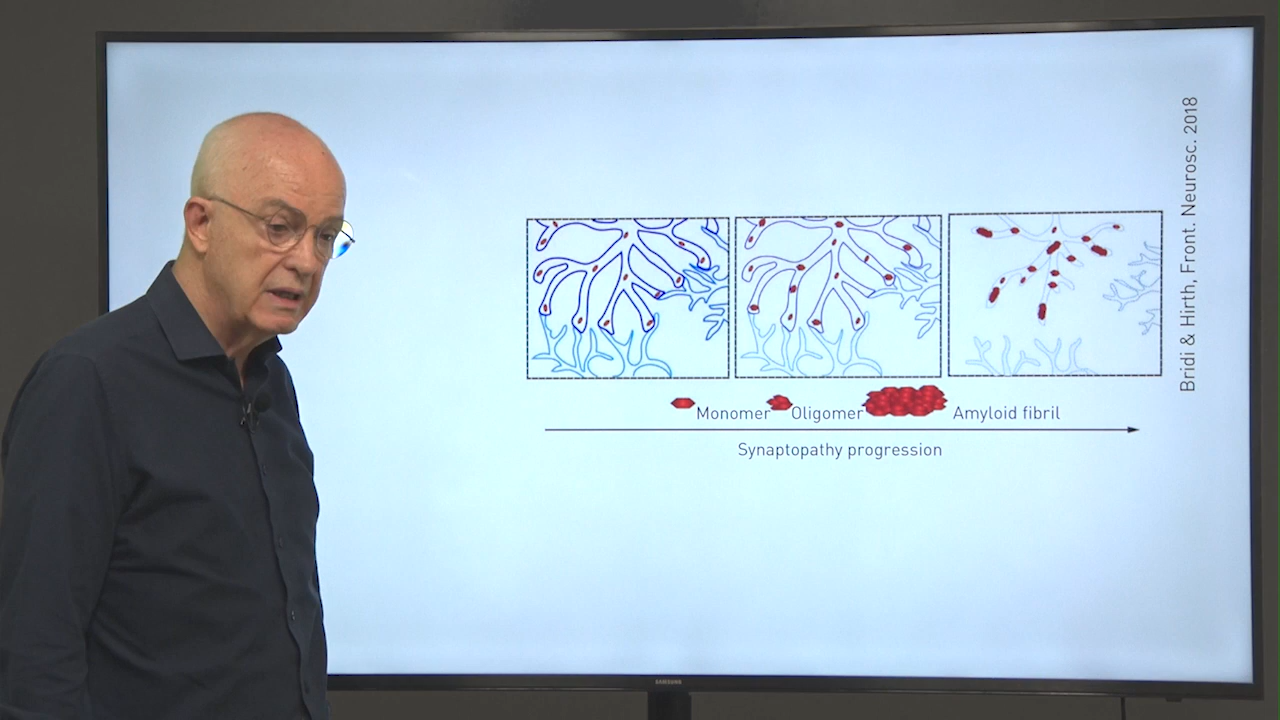 Bridi & Hirth, Front. Neurosc. 2018
Monomer Oligomer Amyloid fibril
Synaptopathy progression
SAMSUNG